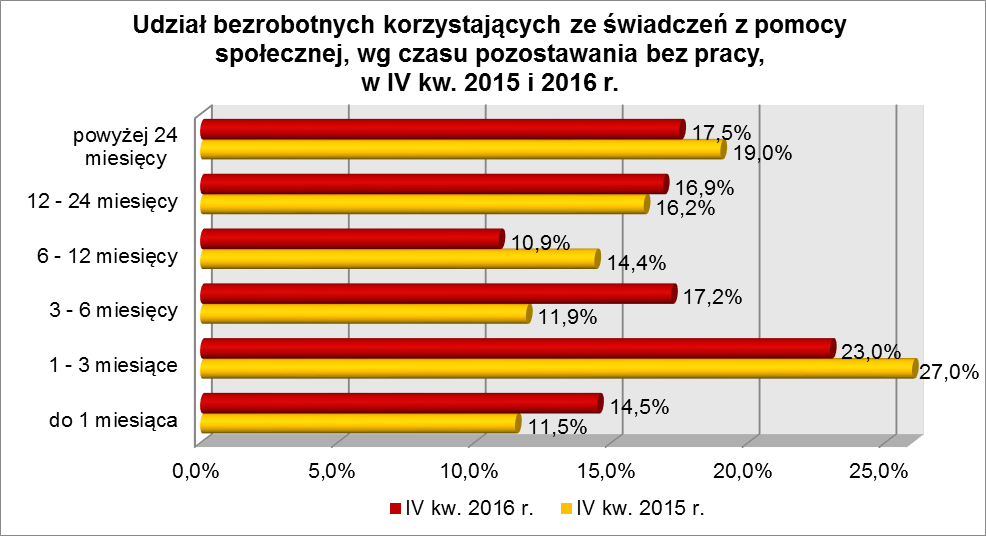 Udział bezrobotnych korzystających ze świadczeń z pomocy
społecznej, wg czasu pozostawania bez pracy,
w IV kw. 2015 i 2016 r.
powyżej 24
miesięcy
17,5%
19,0%
12 - 24 miesięcy
16,9%
16,2%
6 - 12 miesięcy
10,9%
14,4%
3 - 6 miesięcy
17,2%
11,9%
1 - 3 miesiące
23,0%
27,0%
do 1 miesiąca
14,5%
11,5%
0,0% 5,0% 10,0% 15,0% 20,0% 25,0%
IV kw. 2016 r. IV kw. 2015 r.